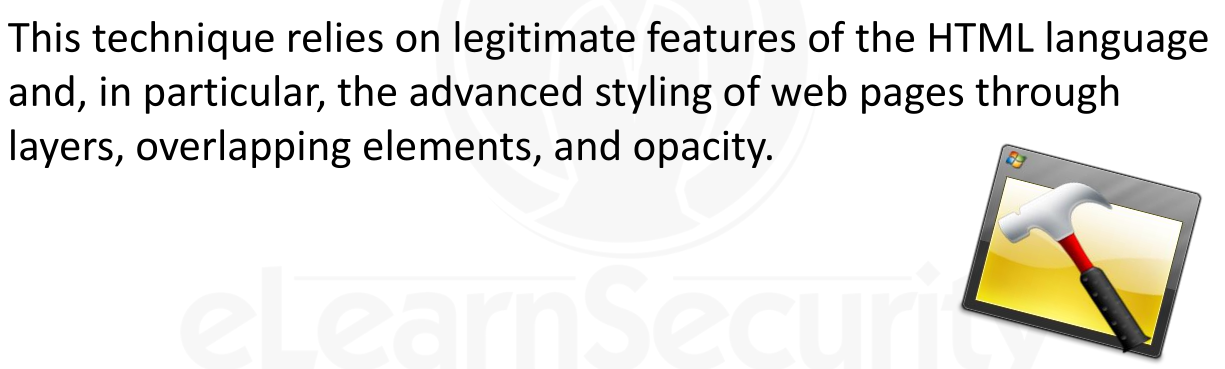 This technique relies on legitimate features of the HTML language
and, in particular, the advanced styling of web pages through
layers, overlapping elements, and opacity.
eLearnSecurity